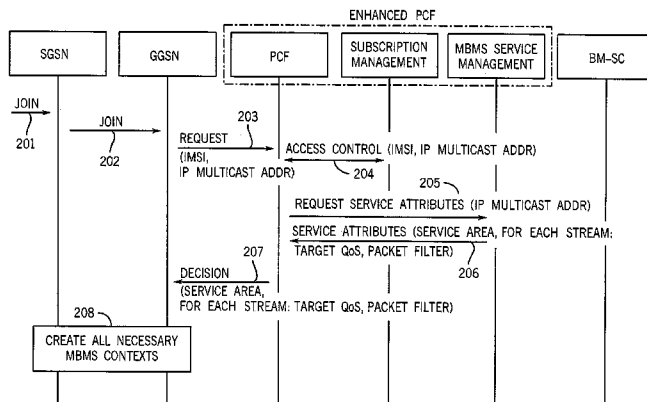 ENHANCED PCF
SGSN
GGSN
PCF
SUBSCRIPTION
MANAGEMENT
MBMS SERVICE
MANAGEMENT
BM-SC
JOIN
201
JOIN
202
203
REQUEST
(IMSI,
IP MULTICAST ADDR)
ACCESS CONTROL (IMSI, IP MULTICAST ADDR)
204
205
REQUEST SERVICE ATTRIBUTES (IP MULTICAST ADDR)
SERVICE ATTRIBUTES (SERVICE AREA, FOR EACH STREAM:
TARGET QoS, PACKET FILTER)
206
207
DECISION
(SERVICE AREA,
FOR EACH STREAM: TARGET QoS, PACKET FILTER)
208
CREATE ALL NECESSARY
MBMS CONTEXTS